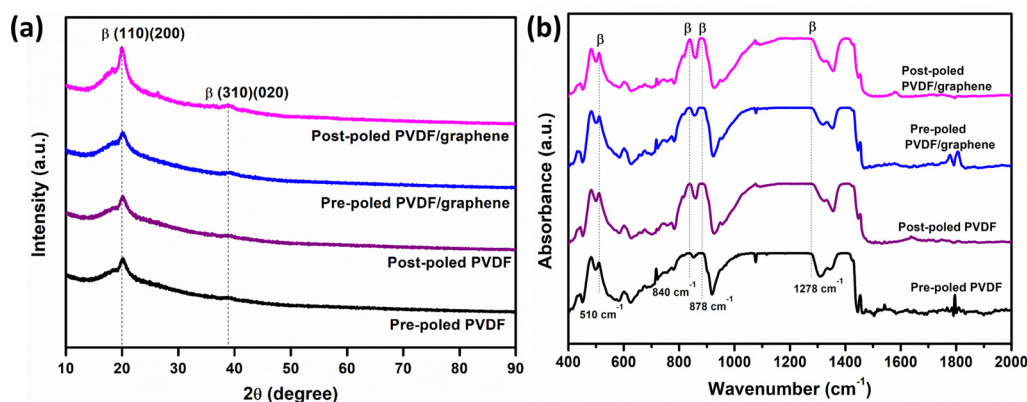 (a)
β (110)(200)
β (310)(020)
Post-poled PVDF/graphene
Pre-poled PVDF/graphene
Post-poled PVDF
Pre-poled PVDF
Intensity (a.u.)
10 20 30 40 50 60 70 80 90
2θ (degree)
(b)
β β β β
Post-poled
PVDF/graphene
Pre-poled
PVDF/graphene
Post-poled PVDF
Pre-poled PVDF
510 cm⁻¹
840 cm⁻¹
878 cm⁻¹
1278 cm⁻¹
Absorbance (a.u.)
400 600 800 1000 1200 1400 1600 1800 2000
Wavenumber (cm⁻¹)